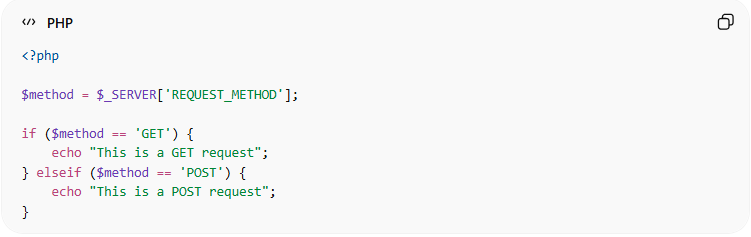 </> PHP
<?php
$method = $_SERVER['REQUEST_METHOD'];
if ($method == 'GET') {
    echo "This is a GET request";
} elseif ($method == 'POST') {
    echo "This is a POST request";
}